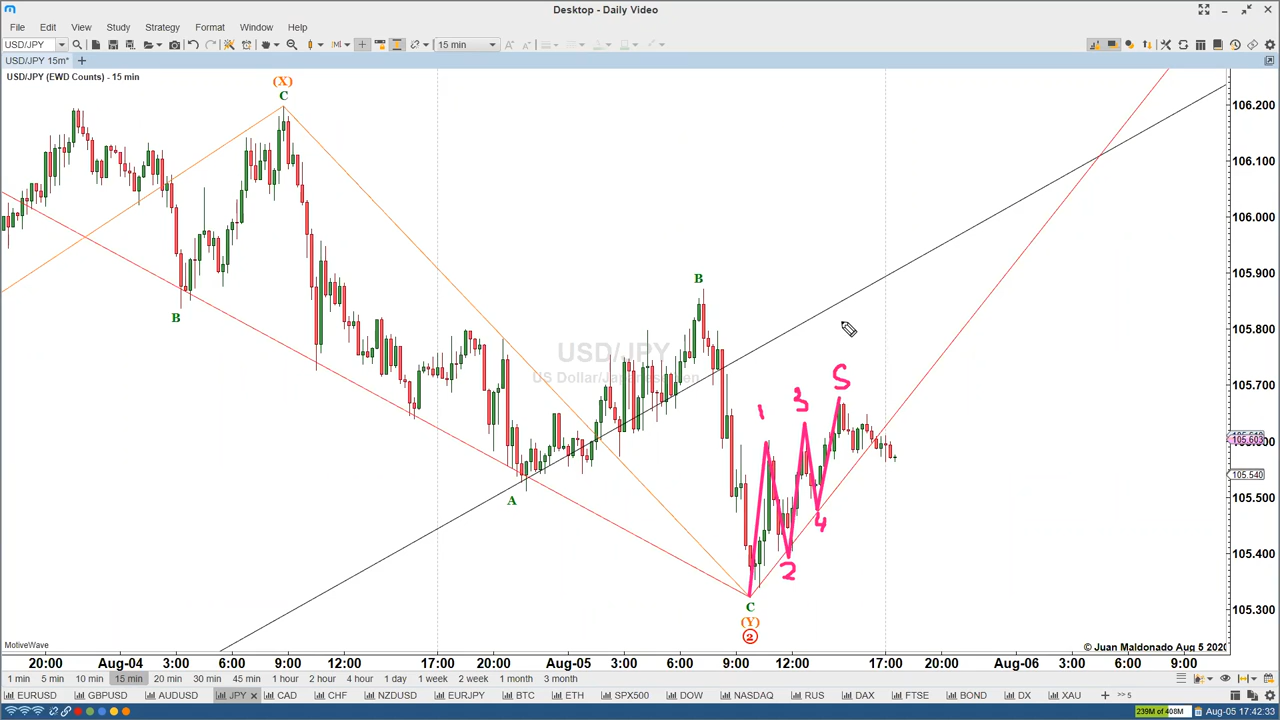 Desktop - Daily Video
File Edit View Study Strategy Format Window Help
USD/JPY 15 min
USD/JPY 15m*
USD/JPY (EWD Counts) - 15 min
(X)
C
B
A
B
USD/JPY
1 3 5
2 4
C
(Y)
2
106.200
106.100
106.000
105.900
105.800
105.700
105.603
105.540
105.500
105.400
105.300
MotiveWave
© Juan Maldonado Aug 5 2020
20:00 Aug-04 3:00 6:00 9:00 12:00 17:00 20:00 Aug-05 3:00 6:00 9:00 12:00 17:00 20:00 Aug-06 3:00 6:00 9:00
1 min 5 min 10 min 15 min 20 min 30 min 45 min 1 hour 2 hour 4 hour 1 day 1 week 2 week 1 month 3 month
EURUSD GBPUSD AUDUSD JPY CAD CHF NZDUSD EURJPY BTC ETH SPX500 DOW NASDAQ RUS DAX FTSE BOND DX XAU >> 5
239M of 408M Aug-05 17:42:33